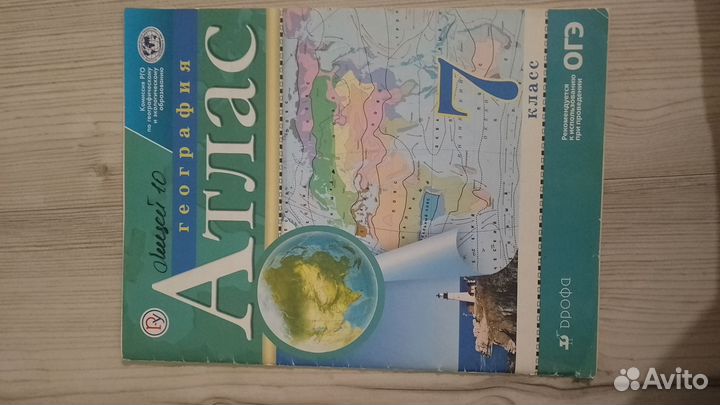 Комиссия РГО
по географическому
и экологическому
образованию
география
Атлас
Лицей 10
7
класс
ОГЭ
Рекомендуется
к использованию
при проведении
дрофа
Avito